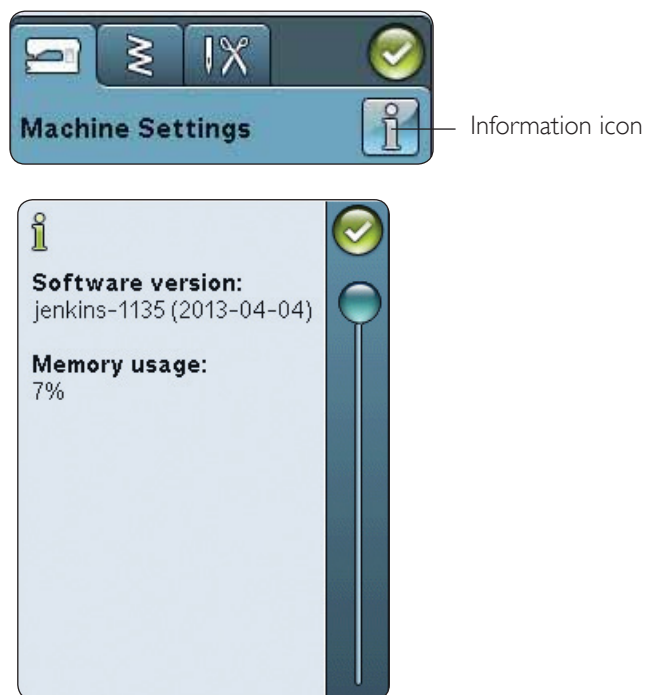 Machine Settings
Information icon
Software version:
jenkins-1135 (2013-04-04)
Memory usage:
7%